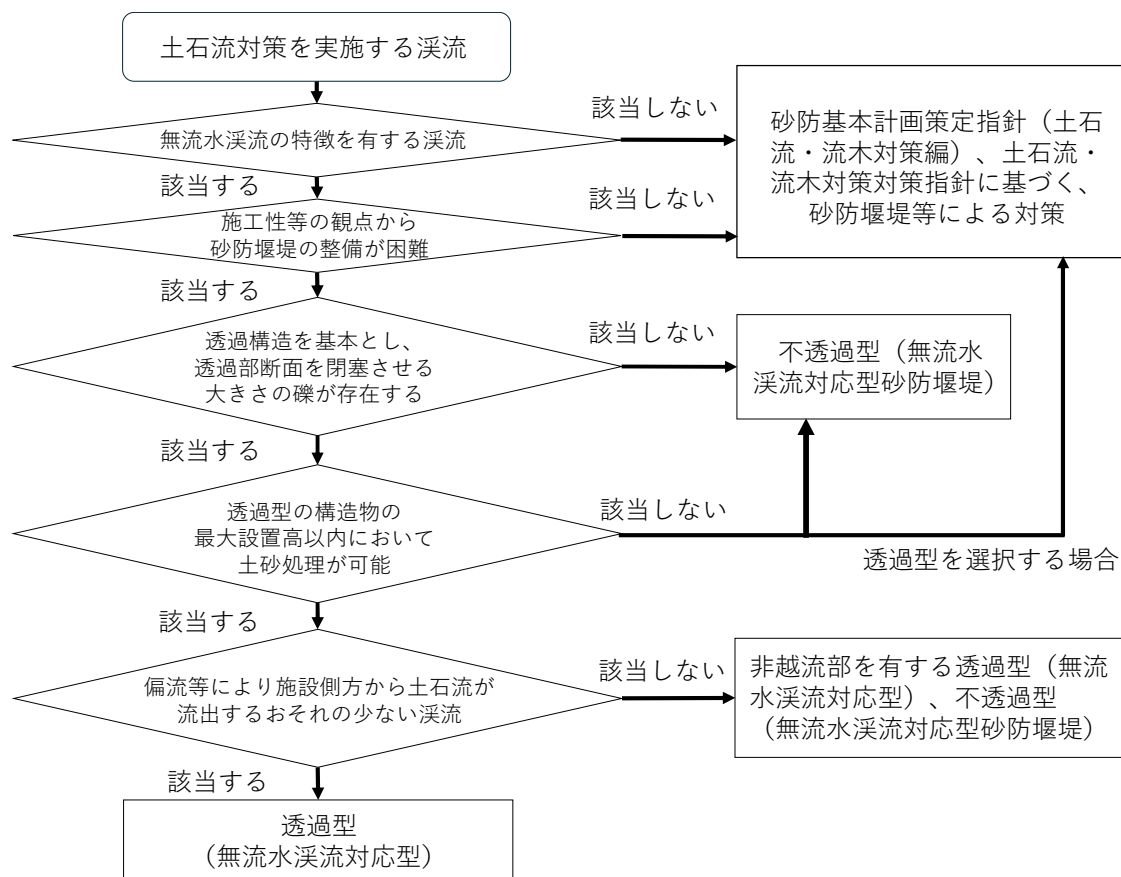 土石流対策を実施する渓流
該当しない
無流水渓流の特徴を有する渓流
砂防基本計画策定指針（土石
流・流木対策編）、土石流・
流木対策対策指針に基づく、
砂防堰堤等による対策
該当する
該当しない
施工性等の観点から
砂防堰堤の整備が困難
該当する
該当しない
透過構造を基本とし、
透過部断面を閉塞させる
大きさの礫が存在する
不透過型（無流水
渓流対応型砂防堰堤）
該当する
該当しない
透過型の構造物の
最大設置高以内において
土砂処理が可能
透過型を選択する場合
該当する
該当しない
偏流等により施設側方から土石流が
流出するおそれの少ない渓流
非越流部を有する透過型（無流
水渓流対応型）、不透過型
（無流水渓流対応型砂防堰堤）
該当する
透過型
（無流水渓流対応型）